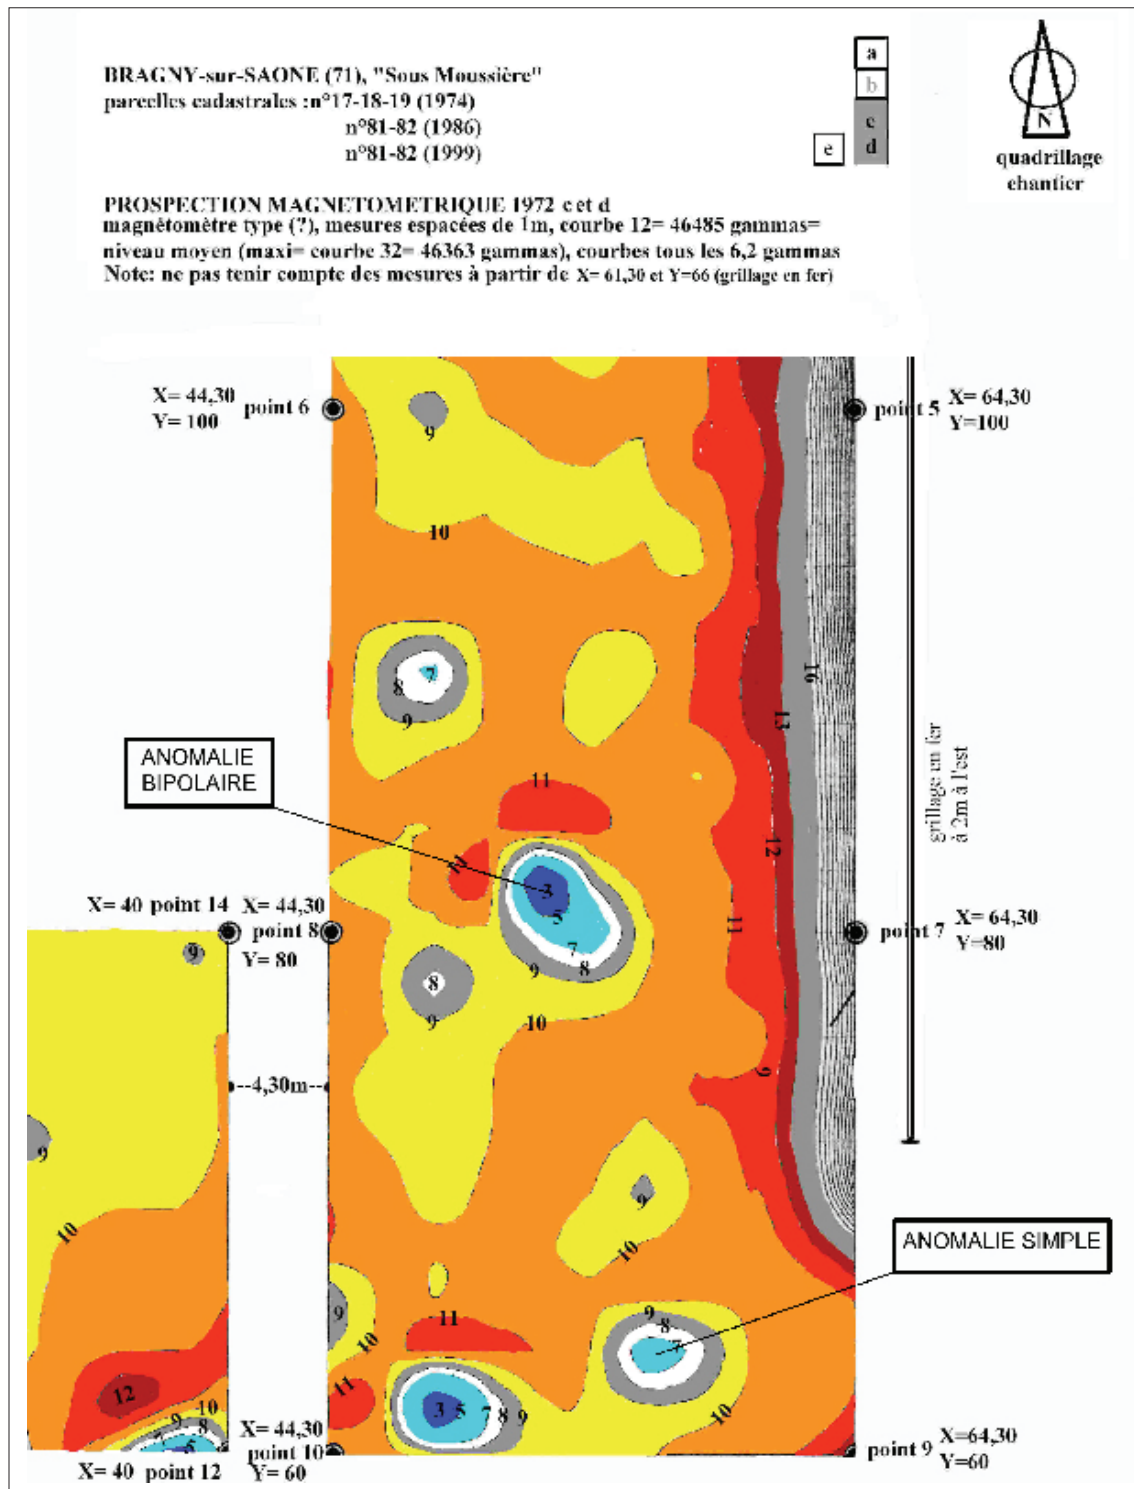 BRAGNY-sur-SAONE (71), "Sous Moussière"
parcelles cadastrales :n°17-18-19 (1974)
n°81-82 (1986)
n°81-82 (1999)
a
b
c
e
d
N
quadrillage
chantier
PROSPECTION MAGNETOMETRIQUE 1972 c et d
magnétomètre type (?), mesures espacées de 1m, courbe 12= 46485 gammas=
niveau moyen (maxi= courbe 32= 46363 gammas), courbes tous les 6,2 gammas
Note: ne pas tenir compte des mesures à partir de X= 61,30 et Y=66 (grillage en fer)
X= 44,30
Y= 100
point 6
point 5
X= 64,30
Y=100
9
10
7
8
9
16
13
grillage en fer
à 2m à l'est
ANOMALIE
BIPOLAIRE
11
12
11
3
5
7
8
9
10
11
X= 40 point 14
X= 44,30
point 8
Y= 80
point 7
X= 64,30
Y=80
9
8
9
--4,30m--
9
9
10
9
10
ANOMALIE SIMPLE
9
11
10
9
8
7
10
12
11
3
5
7
8
9
9
10
8
7
5
X= 44,30
point 10
Y= 60
X= 40 point 12
point 9
X=64,30
Y=60